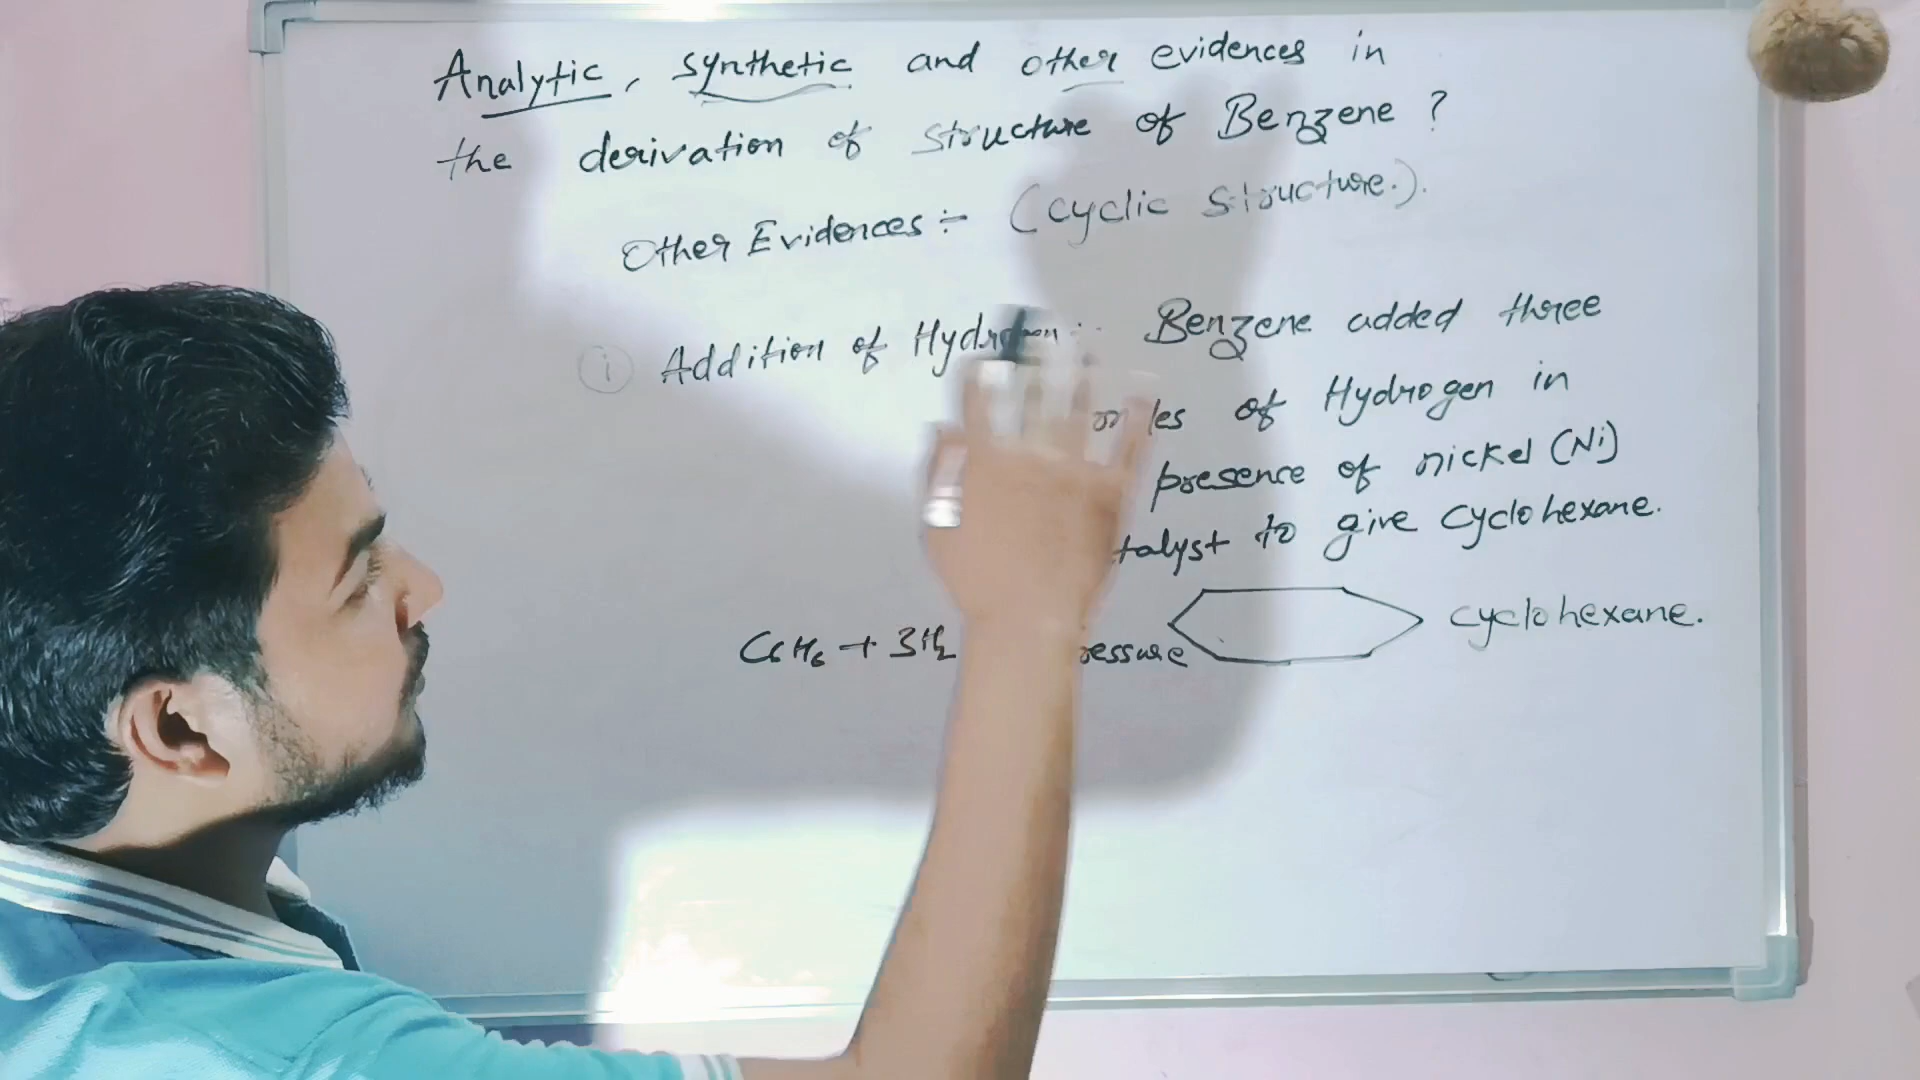 Analytic, synthetic and other evidences in
the derivation of structure of Benzene ?
Other Evidences :- (Cyclic structure.).
(i) Addition of Hydrogen :- Benzene added three
of Hydrogen in
presence of nickel (Ni)
to give cyclohexane.
C6H6 + 3H2 cyclohexane.